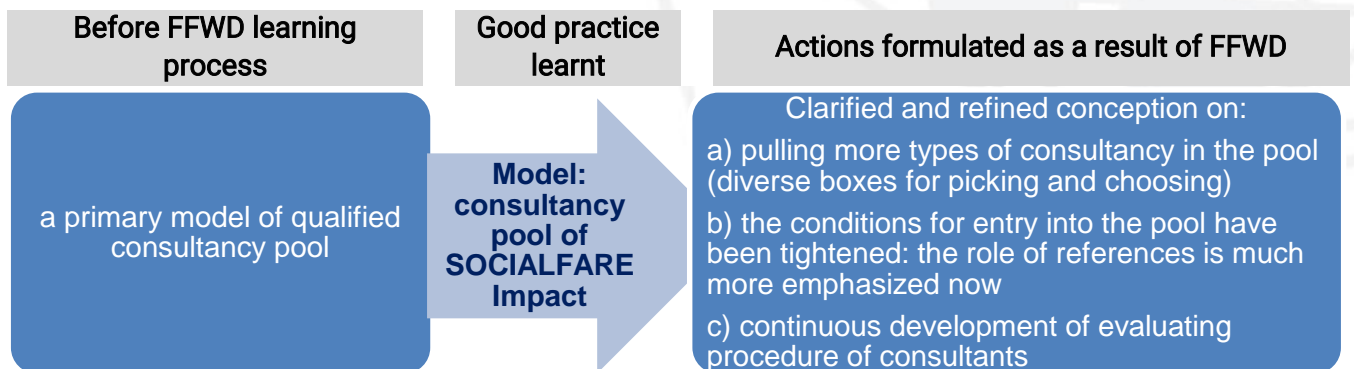 Before FFWD learning
process
Good practice
learnt
Actions formulated as a result of FFWD
a primary model of qualified
consultancy pool
Model:
consultancy
pool of
SOCIALFARE
Impact
Clarified and refined conception on:
a) pulling more types of consultancy in the pool
(diverse boxes for picking and choosing)
b) the conditions for entry into the pool have
been tightened: the role of references is much
more emphasized now
c) continuous development of evaluating
procedure of consultants